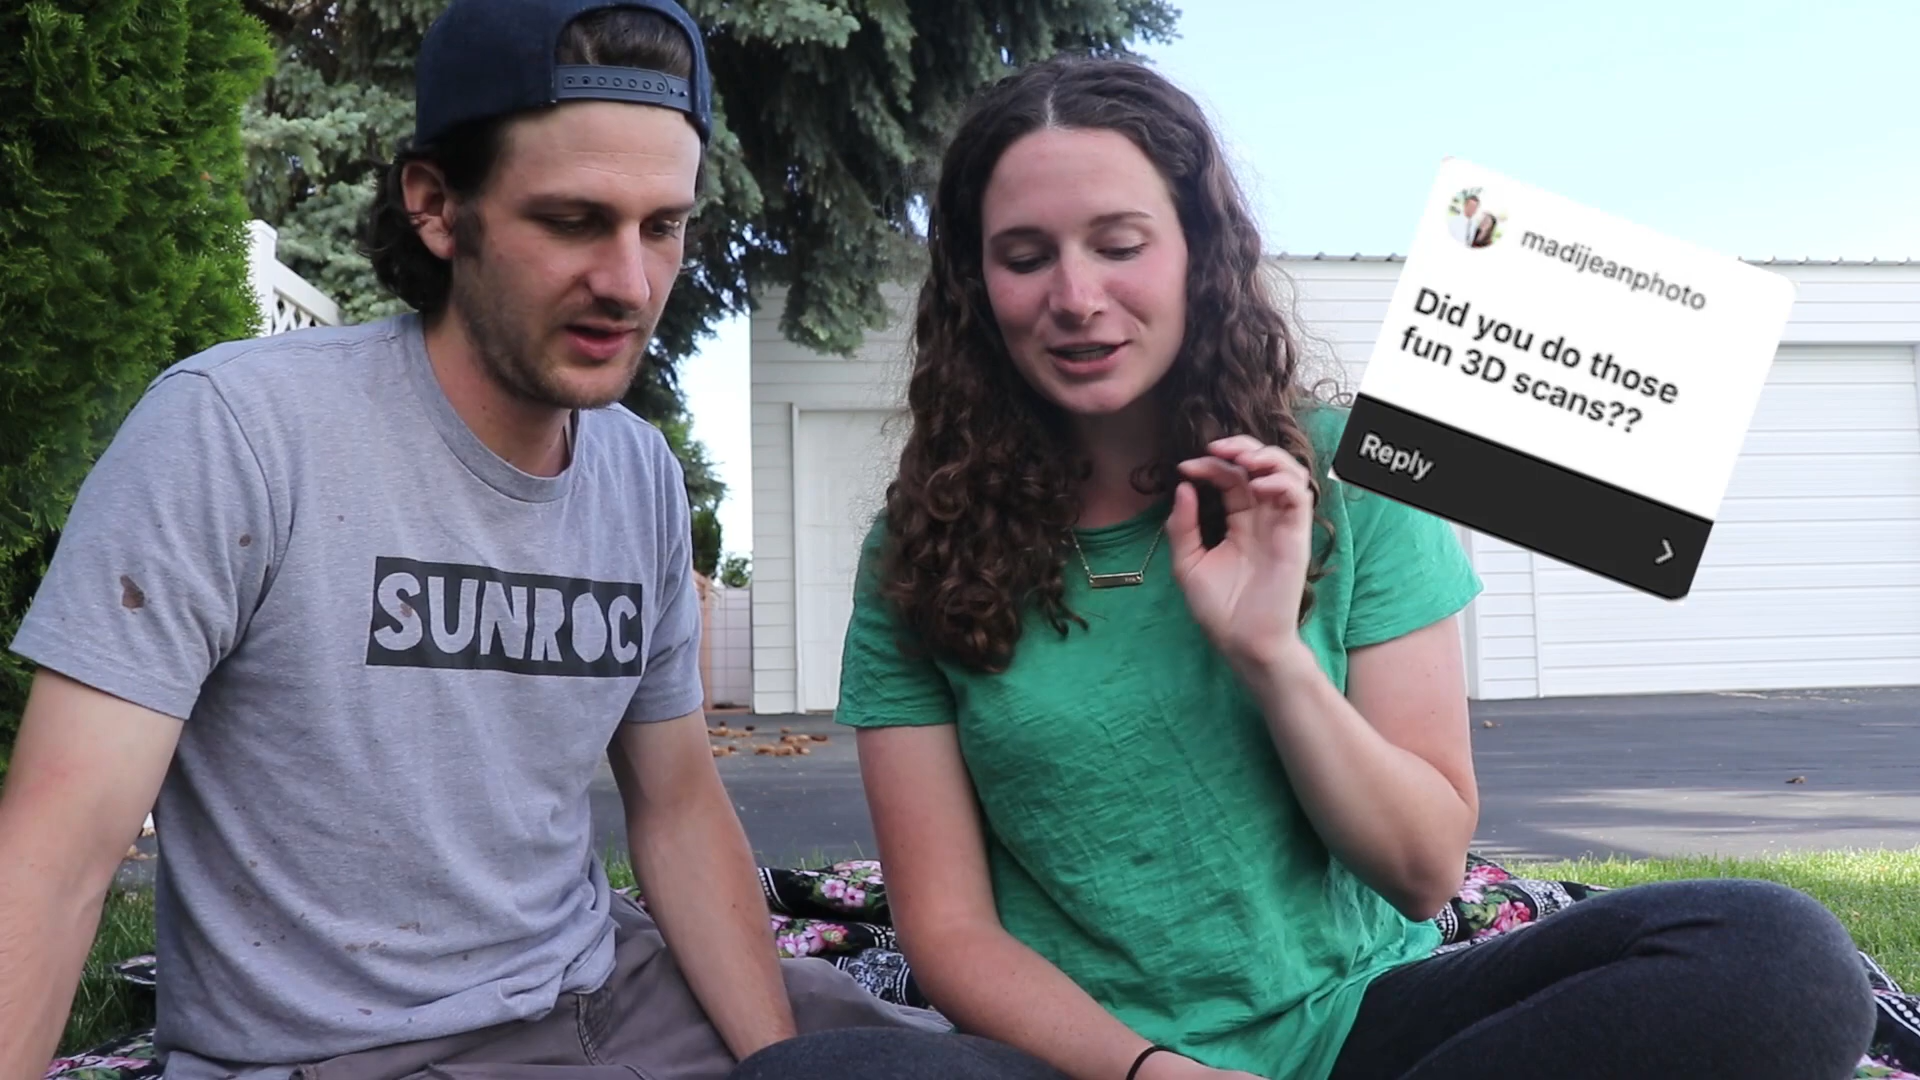 SUNROC
madijeanphoto
Did you do those
fun 3D scans??
Reply